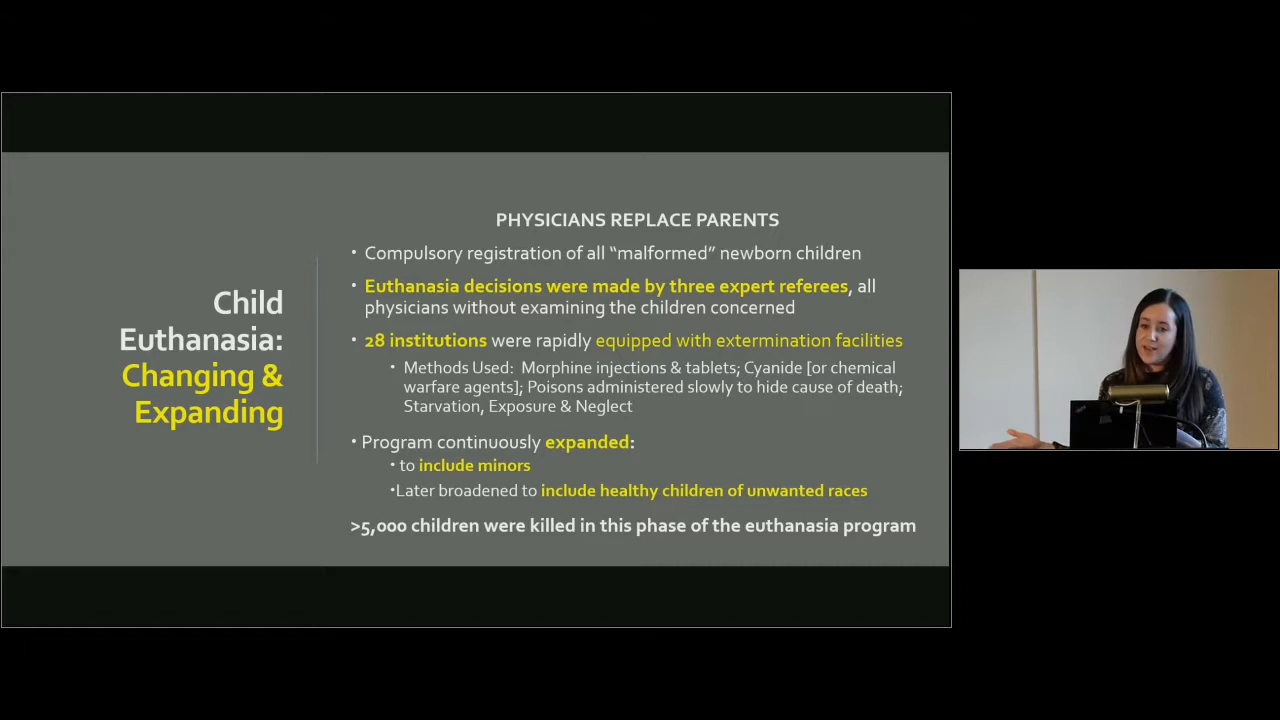 Child
Euthanasia:
Changing &
Expanding
PHYSICIANS REPLACE PARENTS
• Compulsory registration of all “malformed” newborn children
• Euthanasia decisions were made by three expert referees, all
physicians without examining the children concerned
• 28 institutions were rapidly equipped with extermination facilities
• Methods Used: Morphine injections & tablets; Cyanide [or chemical
warfare agents]; Poisons administered slowly to hide cause of death;
Starvation, Exposure & Neglect
• Program continuously expanded:
• to include minors
•Later broadened to include healthy children of unwanted races
>5,000 children were killed in this phase of the euthanasia program